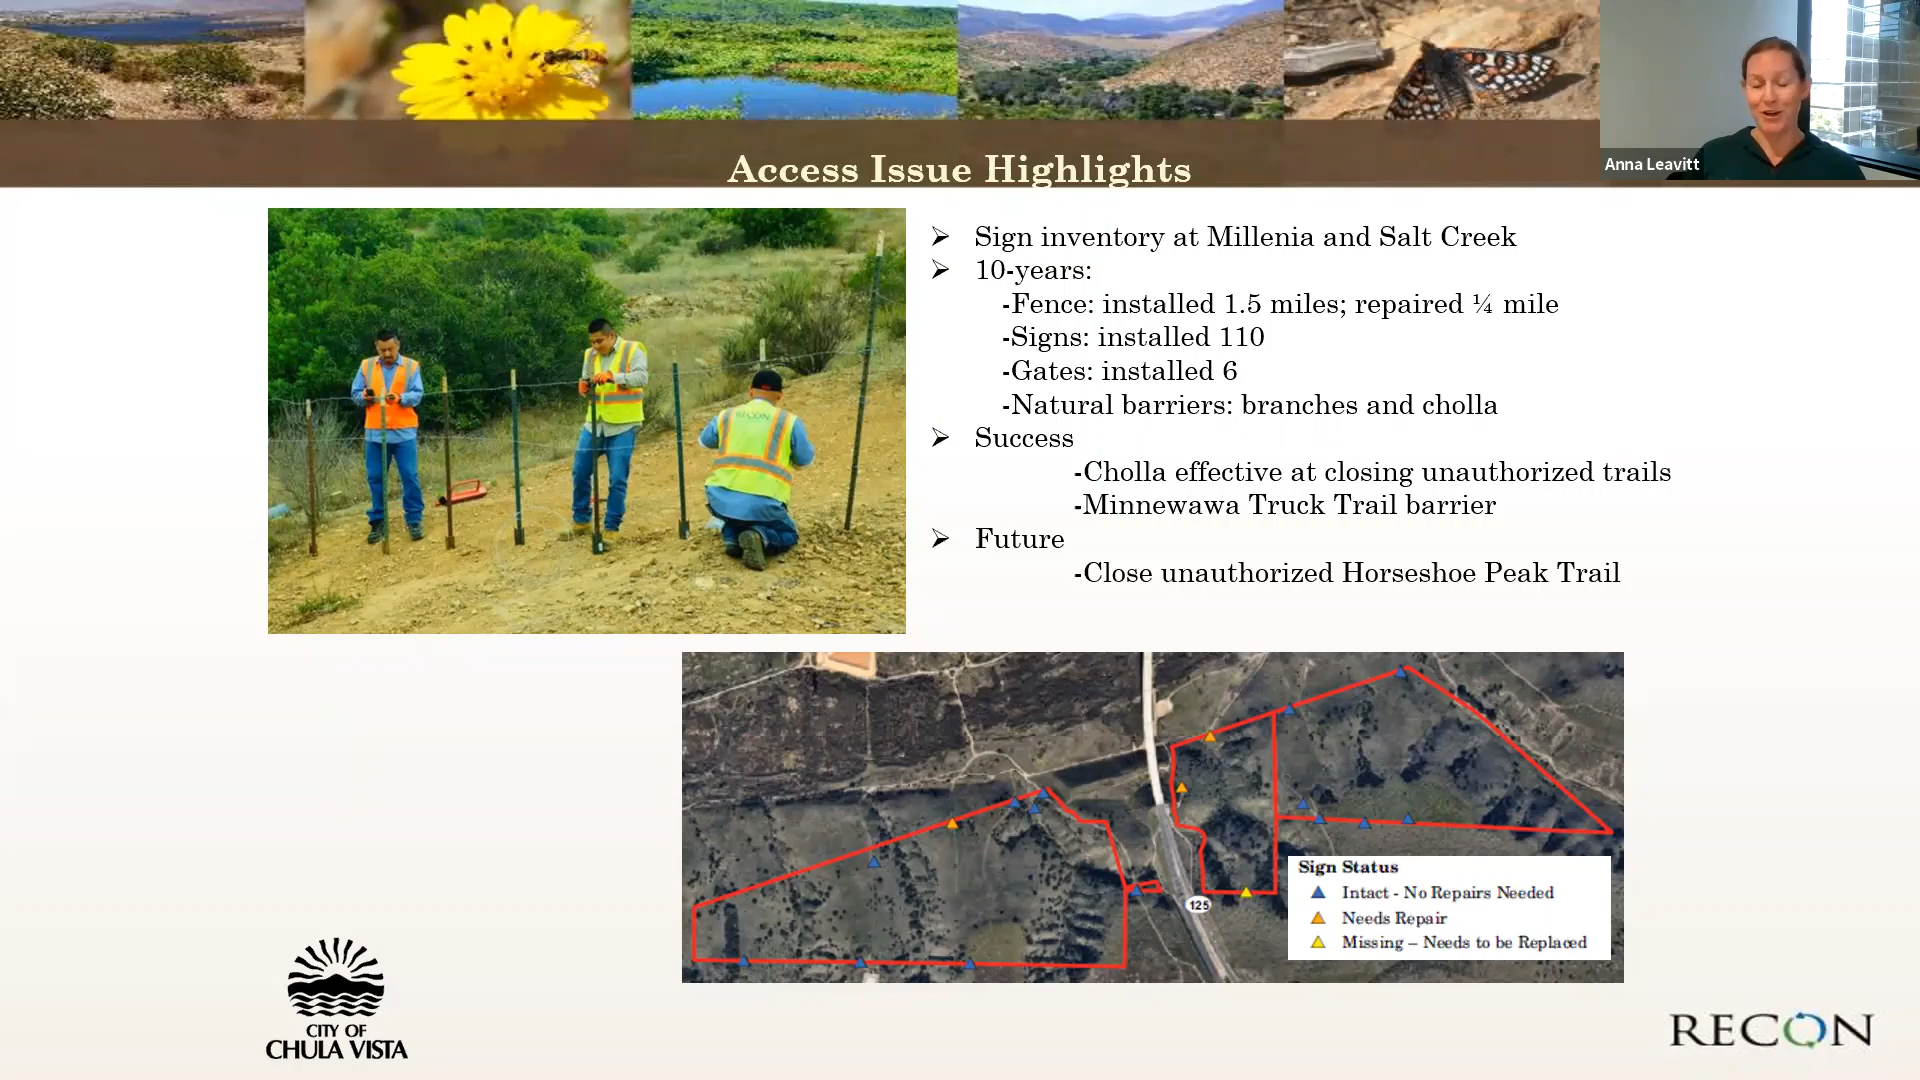 Access Issue Highlights
Anna Leavitt
➢ Sign inventory at Millenia and Salt Creek
➢ 10-years:
-Fence: installed 1.5 miles; repaired ¼ mile
-Signs: installed 110
-Gates: installed 6
-Natural barriers: branches and cholla
➢ Success
-Cholla effective at closing unauthorized trails
-Minnewawa Truck Trail barrier
➢ Future
-Close unauthorized Horseshoe Peak Trail
RECON
125
Sign Status
Intact - No Repairs Needed
Needs Repair
Missing – Needs to be Replaced
CITY OF
CHULA VISTA
RECON